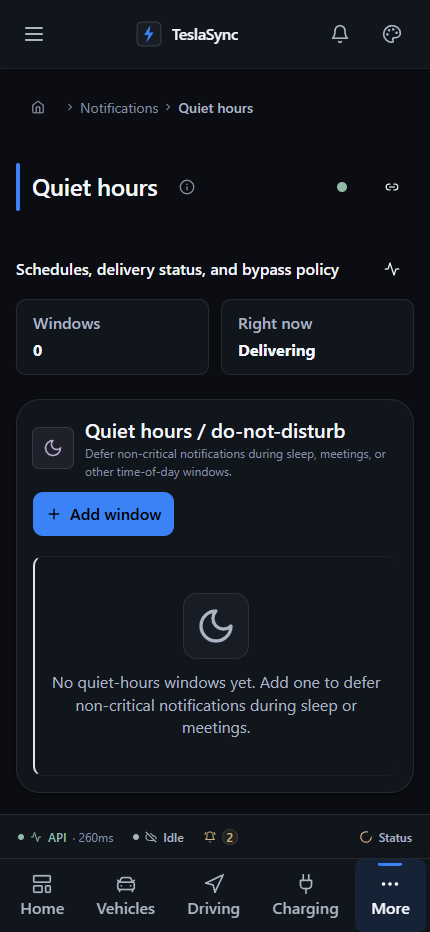 TeslaSync
Notifications
Quiet hours
Quiet hours
Schedules, delivery status, and bypass policy
Windows
0
Right now
Delivering
Quiet hours / do-not-disturb
Defer non-critical notifications during sleep, meetings, or
other time-of-day windows.
+ Add window
No quiet-hours windows yet. Add one to defer
non-critical notifications during sleep or
meetings.
API · 260ms
Idle
2
Status
Home
Vehicles
Driving
Charging
More